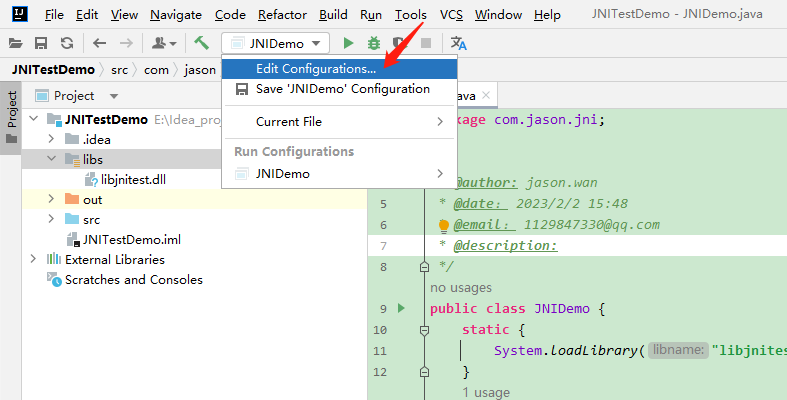 IJ File Edit View Navigate Code Refactor Build Run Tools VCS Window Help JNITestDemo - JNIDemo.java
JNIDemo
JNITestDemo src com jason
Edit Configurations...
Save 'JNIDemo' Configuration
Current File
Run Configurations
JNIDemo
Project
Project
JNITestDemo E:\Idea_proj
.idea
libs
libjnitest.dll
out
src
JNITestDemo.iml
External Libraries
Scratches and Consoles
ava
kage com.jason.jni;
* @author: jason.wan
5 * @date: 2023/2/2 15:48
6 * @email: 1129847330@qq.com
7 * @description:
8 */
no usages
9 public class JNIDemo {
10 static {
11 System.loadLibrary( libname: "libjnites
12 }
1 usage